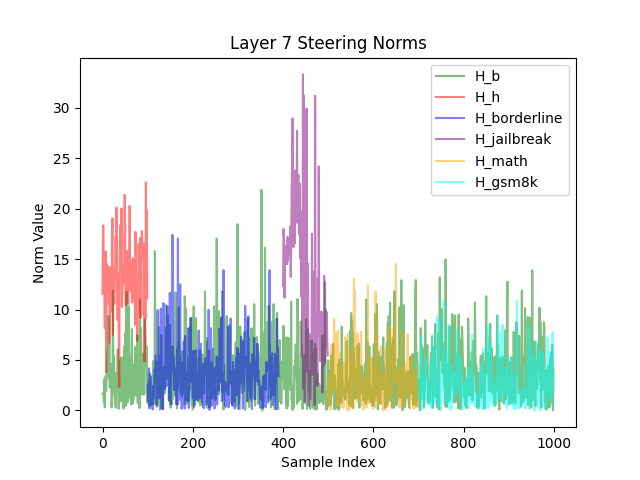 Layer 7 Steering Norms
Norm Value
30
25
20
15
10
5
0
0
200
400
600
800
1000
Sample Index
H_b
H_h
H_borderline
H_jailbreak
H_math
H_gsm8k